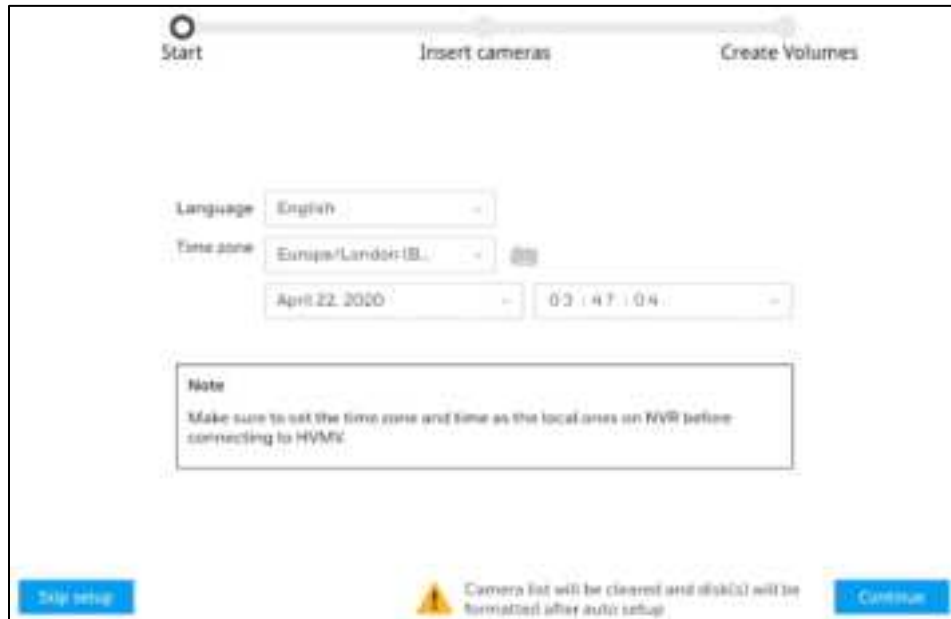 Start
Insert cameras
Create Volumes
Language
English
Time zone
Europe/London (B...
April 22, 2020
03 : 47 : 04
Note
Make sure to set the time zone and time as the local ones on NVR before
connecting to HVMV.
Skip setup
Camera list will be cleared and disk(s) will be
formatted after auto setup
Continue